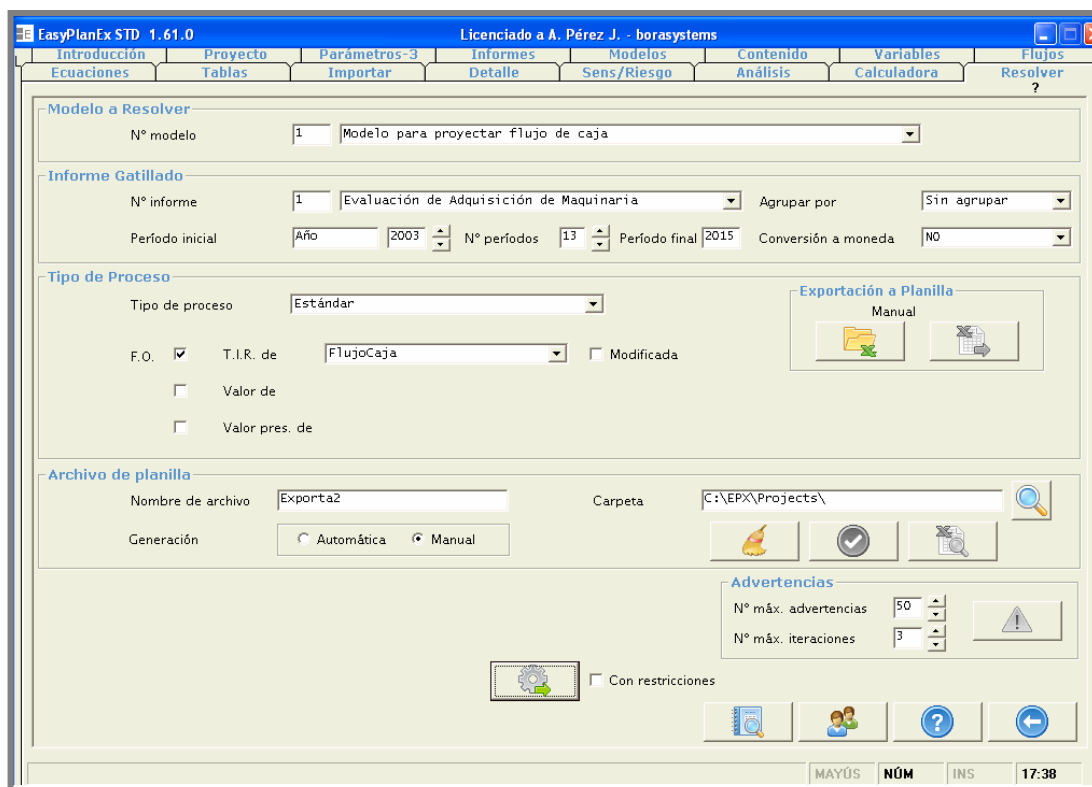 EasyPlanEx STD 1.61.0 Licenciado a A. Pérez J. - borasystems
Introducción Proyecto Parámetros-3 Informes Modelos Contenido Variables Flujos
Ecuaciones Tablas Importar Detalle Sens/Riesgo Análisis Calculadora Resolver
?
Modelo a Resolver
Nº modelo 1 Modelo para proyectar flujo de caja
Informe Gatillado
Nº informe 1 Evaluación de Adquisición de Maquinaria Agrupar por Sin agrupar
Período inicial Año 2003 Nº períodos 13 Período final 2015 Conversión a moneda NO
Tipo de Proceso
Tipo de proceso Estándar
Exportación a Planilla
Manual
F.O. T.I.R. de FlujoCaja Modificada
Valor de
Valor pres. de
Archivo de planilla
Nombre de archivo Exporta2 Carpeta C:\EPX\Projects\
Generación Automática Manual
Advertencias
Nº máx. advertencias 50
Nº máx. iteraciones 3
Con restricciones
MAYÚS NÚM INS 17:38